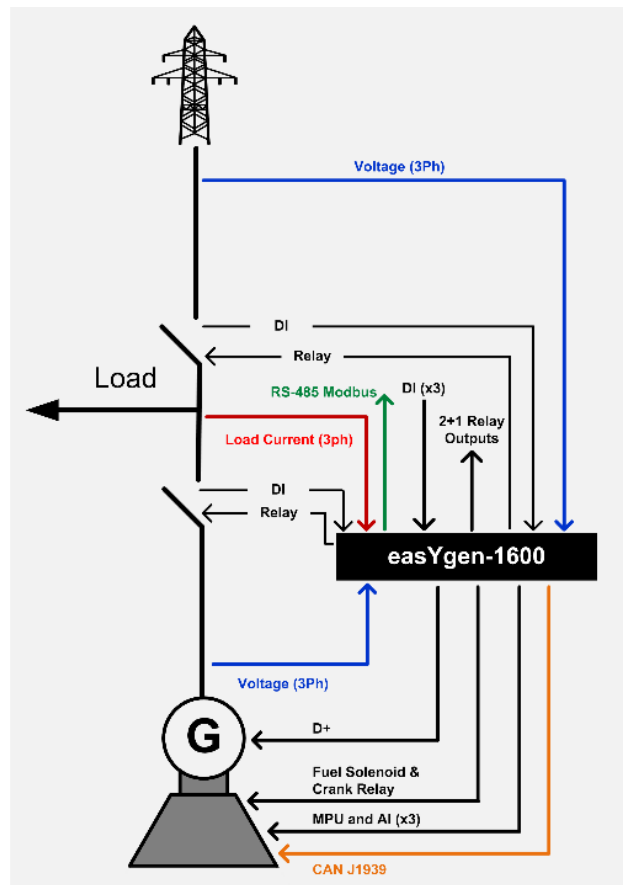 Voltage (3Ph)
DI
Relay
Load
RS-485 Modbus
DI (x3)
2+1 Relay
Outputs
Load Current (3ph)
DI
Relay
easYgen-1600
Voltage (3Ph)
G
D+
Fuel Solenoid &
Crank Relay
MPU and AI (x3)
CAN J1939